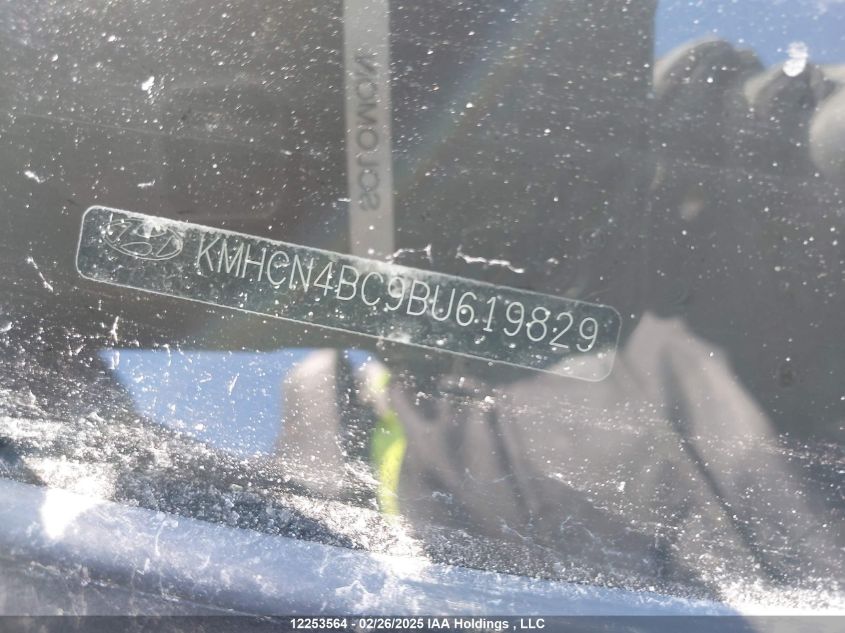 SOLOMON
KMHCN4BC9BU619829
12253564 - 02/26/2025 IAA Holdings , LLC